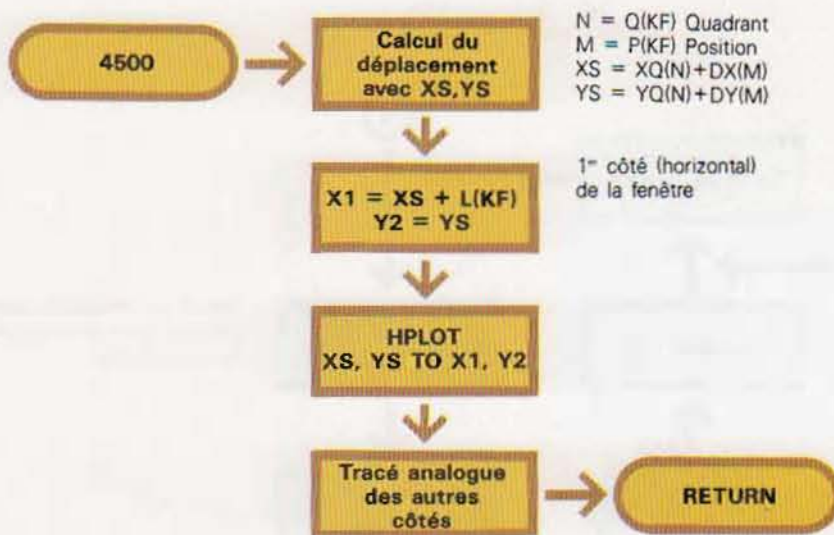 4500
Calcul du
déplacement
avec XS,YS
N = Q(KF) Quadrant
M = P(KF) Position
XS = XQ(N)+DX(M)
YS = YQ(N)+DY(M)
X1 = XS + L(KF)
Y2 = YS
1er côté (horizontal)
de la fenêtre
HPLOT
XS, YS TO X1, Y2
Tracé analogue
des autres
côtés
RETURN